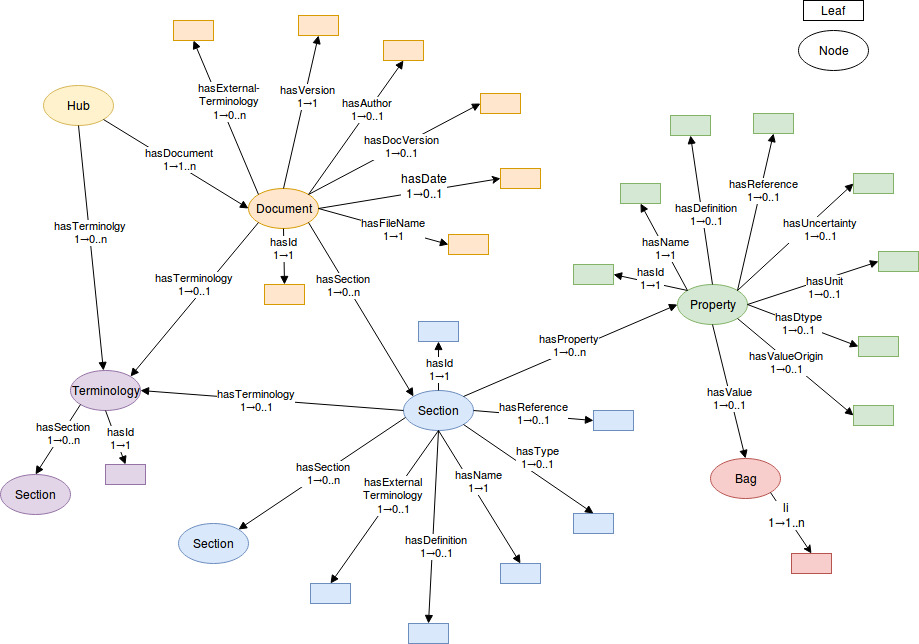 Leaf
Node
Hub
hasExternal-
Terminology
1→0..n
hasVersion
1→1
hasAuthor
1→0..1
hasDocVersion
1→0..1
hasDocument
1→1..n
hasDate
1→0..1
Document
hasFileName
1→1
hasId
1→1
hasTerminolgy
1→0..n
hasTerminology
1→0..1
hasSection
1→0..n
hasDefinition
1→0..1
hasReference
1→0..1
hasUncertainty
1→0..1
hasName
1→1
hasId
1→1
hasUnit
1→0..1
Property
hasDtype
1→0..1
hasValueOrigin
1→0..1
hasProperty
1→0..n
hasId
1→1
hasValue
1→0..1
Terminology
hasTerminology
1→0..1
Section
hasReference
1→0..1
hasSection
1→0..n
hasId
1→1
Section
hasSection
1→0..n
hasExternal
Terminology
1→0..1
hasName
1→1
hasType
1→0..1
Bag
li
1→1..n
Section
hasDefinition
1→0..1